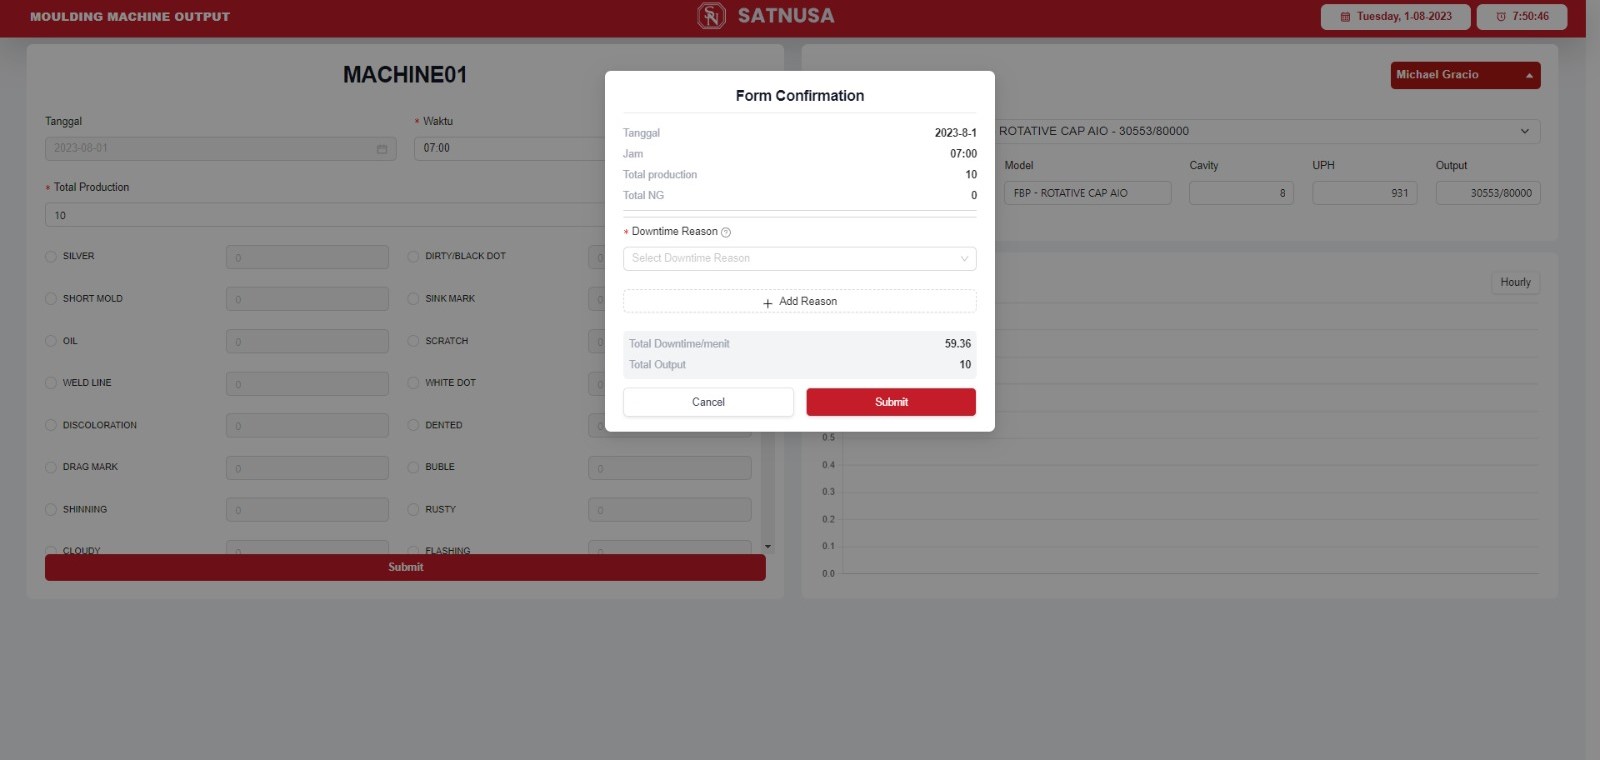 MOULDING MACHINE OUTPUT
SN SATNUSA
Tuesday, 1-08-2023
7:50:46
MACHINE01
Tanggal
* Waktu
2023-08-01
07:00
* Total Production
10
SILVER
0
DIRTY/BLACK DOT
0
SHORT MOLD
0
SINK MARK
0
OIL
0
SCRATCH
0
WELD LINE
0
WHITE DOT
0
DISCOLORATION
0
DENTED
0
DRAG MARK
0
BUBLE
0
SHINNING
0
RUSTY
0
CLOUDY
0
FLASHING
0
Submit
Form Confirmation
Tanggal 2023-8-1
Jam 07:00
Total production 10
Total NG 0
* Downtime Reason ?
Select Downtime Reason
+ Add Reason
Total Downtime/menit 59.36
Total Output 10
Cancel
Submit
Michael Gracio
ROTATIVE CAP AIO - 30553/80000
Model
Cavity
UPH
Output
FBP - ROTATIVE CAP AIO
8
931
30553/80000
Hourly
0.5
0.4
0.3
0.2
0.1
0.0